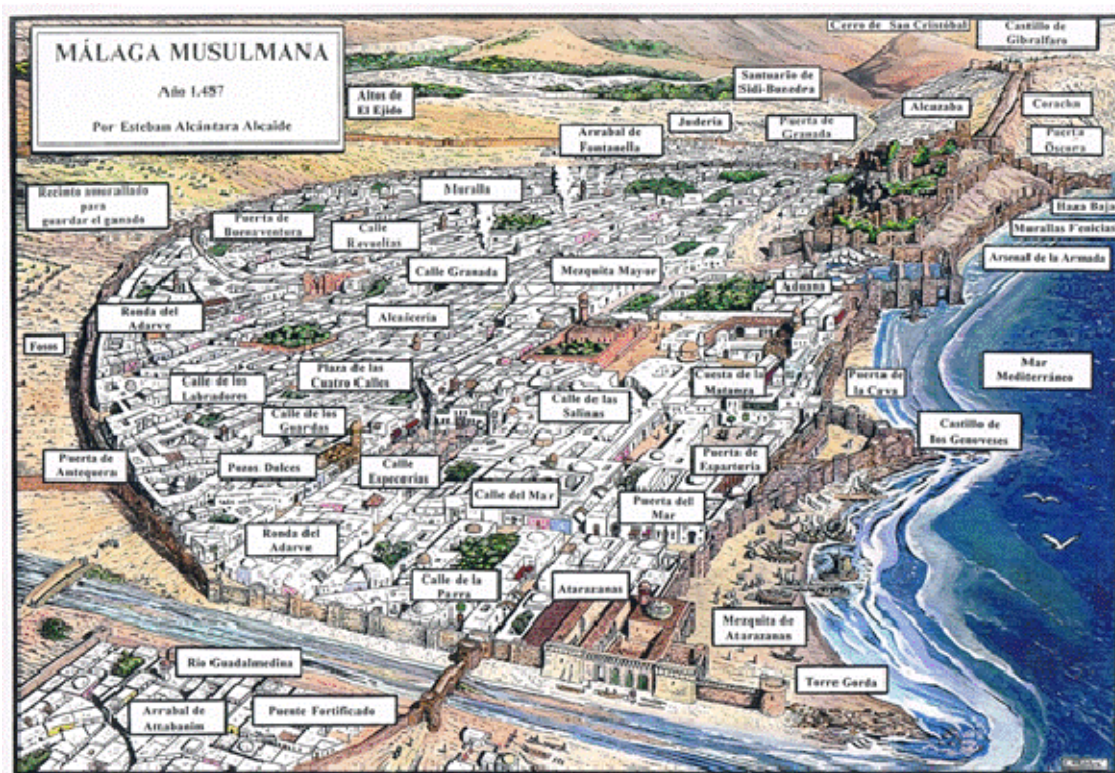 MÁLAGA MUSULMANA
Año 1.487
Por Esteban Alcántara Alcaide
Cerro de San Cristóbal
Castillo de
Gibralfaro
Altos de
El Ejido
Santuario de
Judería
Puerta de
Granada
Alcazaba
Coracha
Puerta
Oscura
Arrabal de
Fontanella
Recinto amurallado
para
guardar el ganado
Muralla
Puerta de
Buenaventura
Calle
Revueltas
Haza Baja
Murallas Fenicias
Arsenal de la Armada
Calle Granada
Mezquita Mayor
Aduana
Ronda del
Adarve
Alcaicería
Fosos
Plaza de las
Cuatro Calles
Cuesta de la
Matanza
Puerta de
la Cava
Mar
Mediterráneo
Calle de los
Labradores
Calle de los
Guardas
Calle de las
Salinas
Castillo de
los Genoveses
Puerta de
Antequera
Pozos Dulces
Calle
Especerías
Puerta de
Espartería
Calle del Mar
Puerta del
Mar
Ronda del
Adarve
Calle de la
Parra
Atarazanas
Mezquita de
Atarazanas
Río Guadalmedina
Torre Gorda
Arrabal de
Attabanim
Puente Fortificado